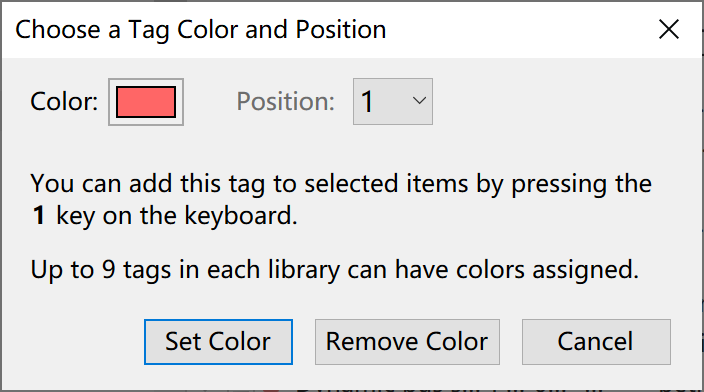 Choose a Tag Color and Position
Color:
Position:
1
You can add this tag to selected items by pressing the
1 key on the keyboard.
Up to 9 tags in each library can have colors assigned.
Set Color
Remove Color
Cancel